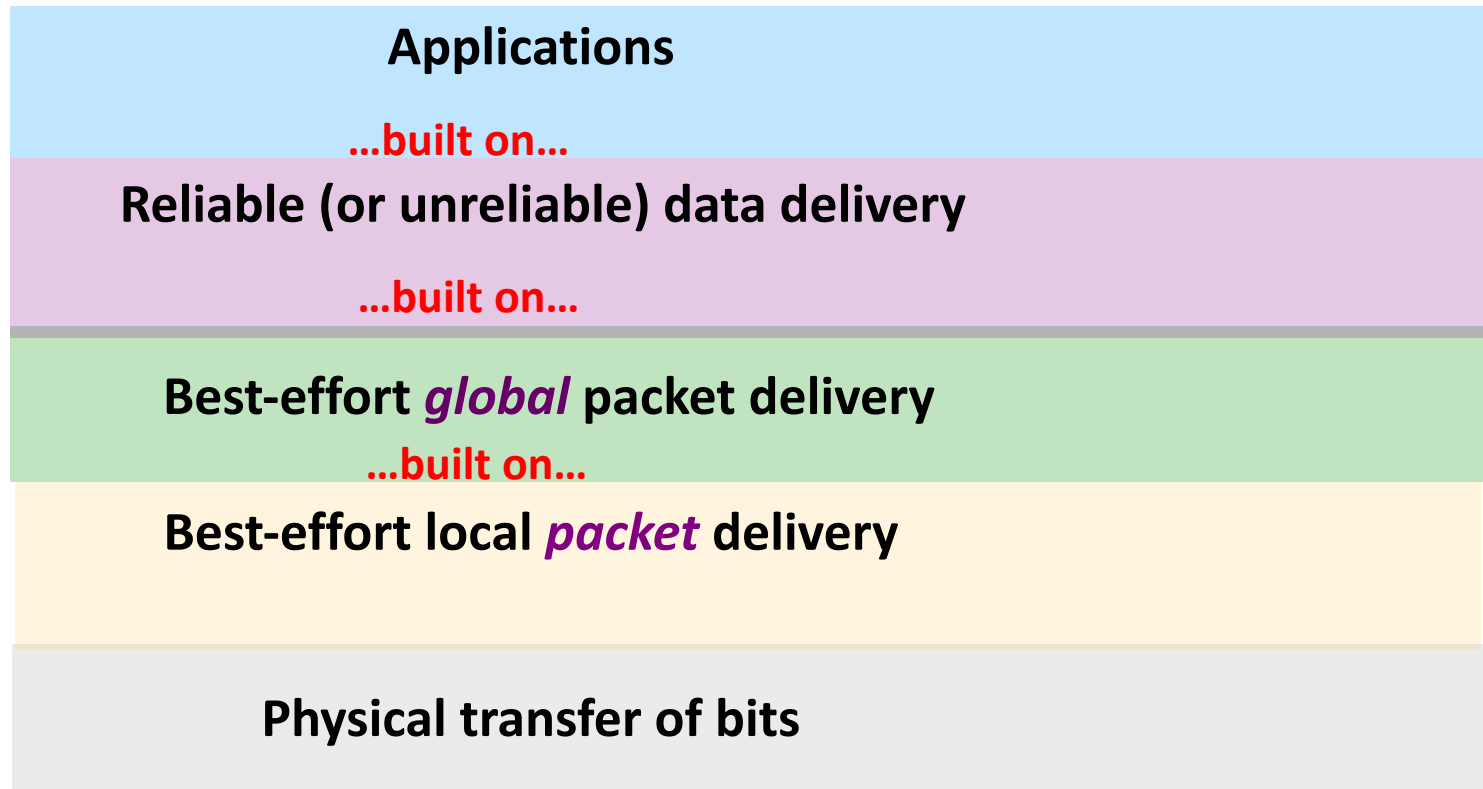 Applications
…built on…
Reliable (or unreliable) data delivery
…built on…
Best-effort global packet delivery
…built on…
Best-effort local packet delivery
Physical transfer of bits